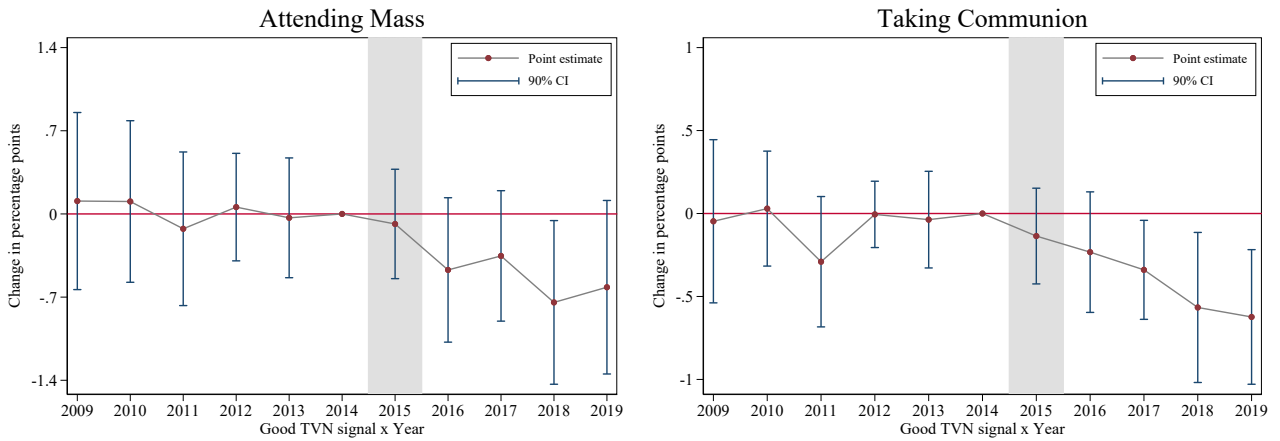 Attending Mass
Point estimate
90% CI
Change in percentage points
1.4
.7
0
-.7
-1.4
2009 2010 2011 2012 2013 2014 2015 2016 2017 2018 2019
Good TVN signal x Year
Taking Communion
Point estimate
90% CI
Change in percentage points
1
.5
0
-.5
-1
2009 2010 2011 2012 2013 2014 2015 2016 2017 2018 2019
Good TVN signal x Year